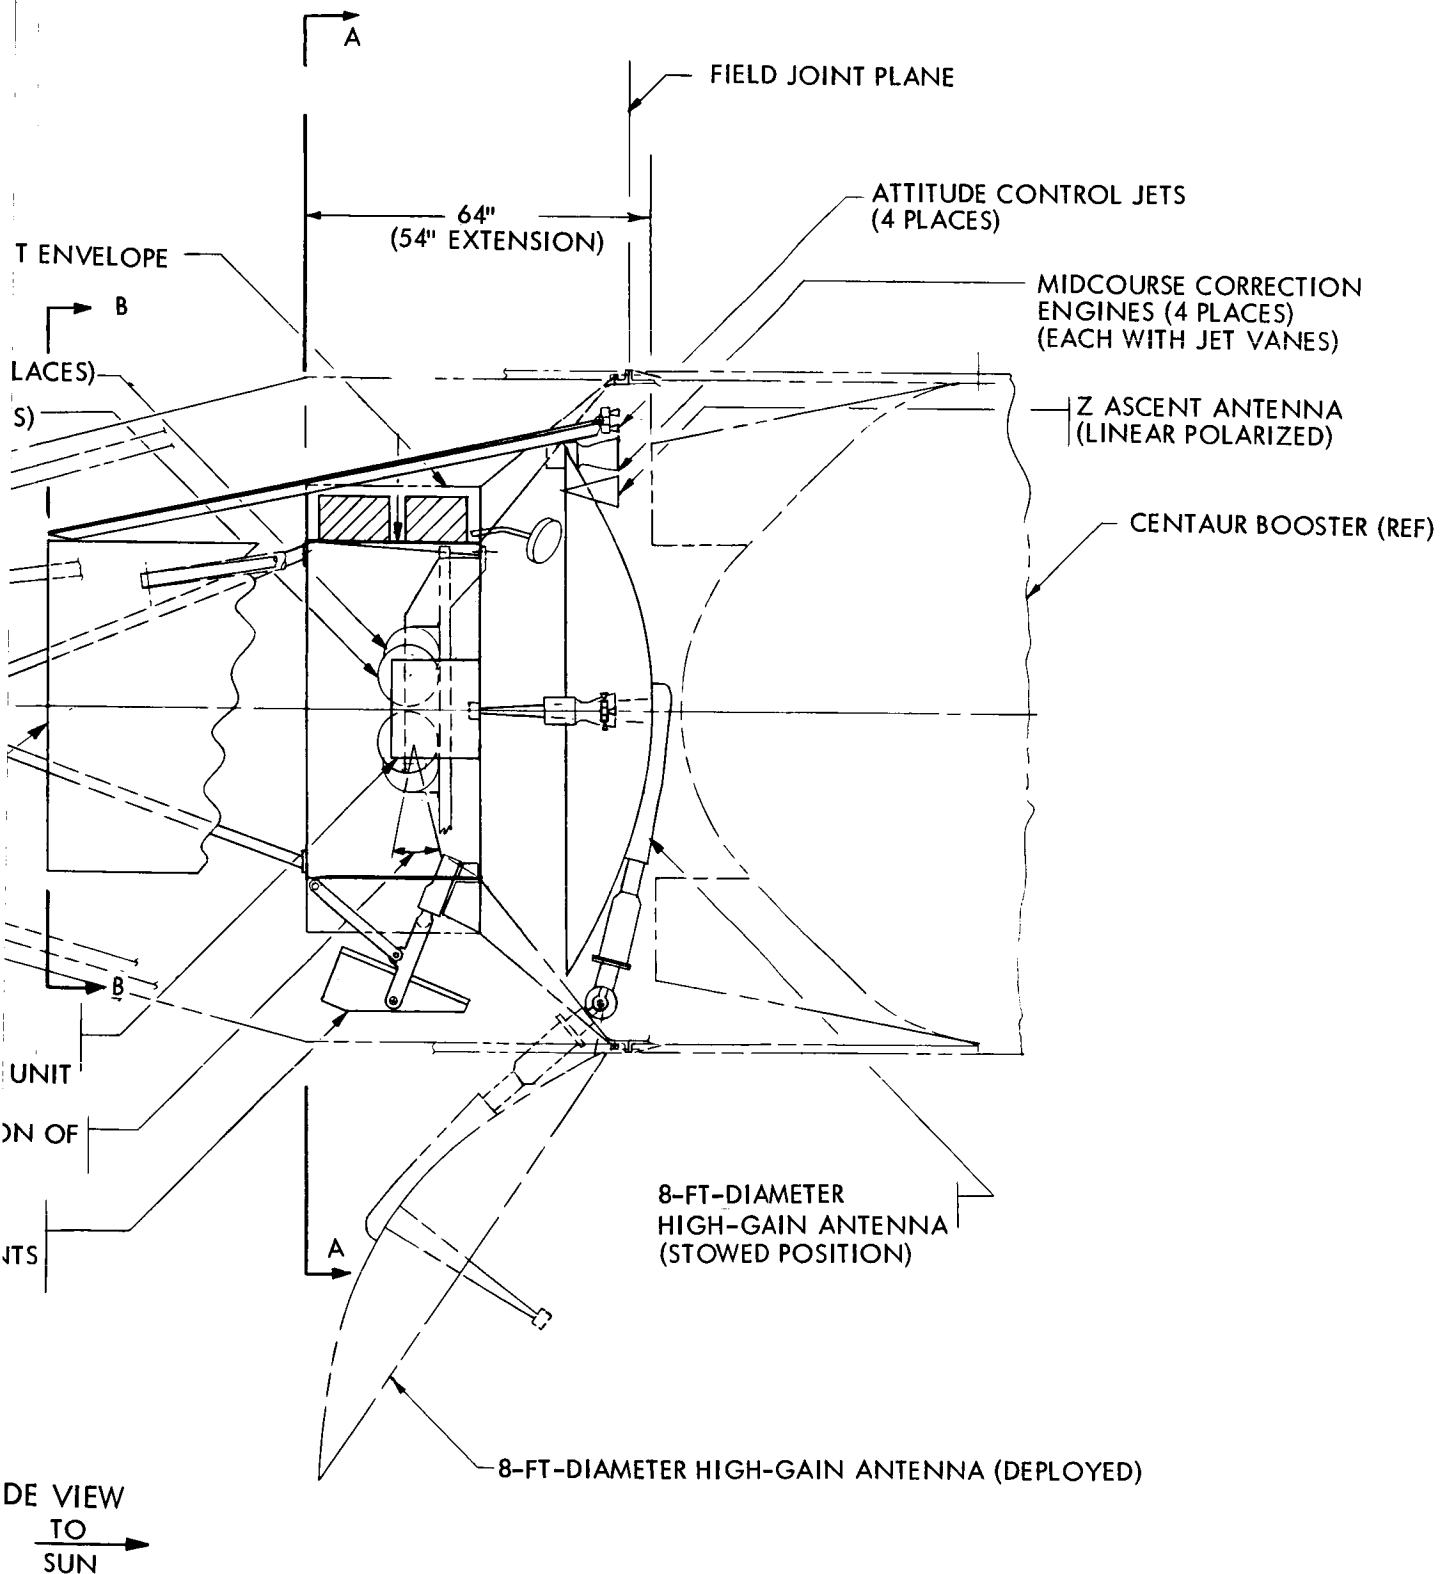 A
FIELD JOINT PLANE
ATTITUDE CONTROL JETS
(4 PLACES)
64"
(54" EXTENSION)
T ENVELOPE
MIDCOURSE CORRECTION
ENGINES (4 PLACES)
(EACH WITH JET VANES)
B
LACES)
S)
Z ASCENT ANTENNA
(LINEAR POLARIZED)
CENTAUR BOOSTER (REF)
B
UNIT
ON OF
8-FT-DIAMETER
HIGH-GAIN ANTENNA
(STOWED POSITION)
NTS
A
8-FT-DIAMETER HIGH-GAIN ANTENNA (DEPLOYED)
DE VIEW
TO
SUN